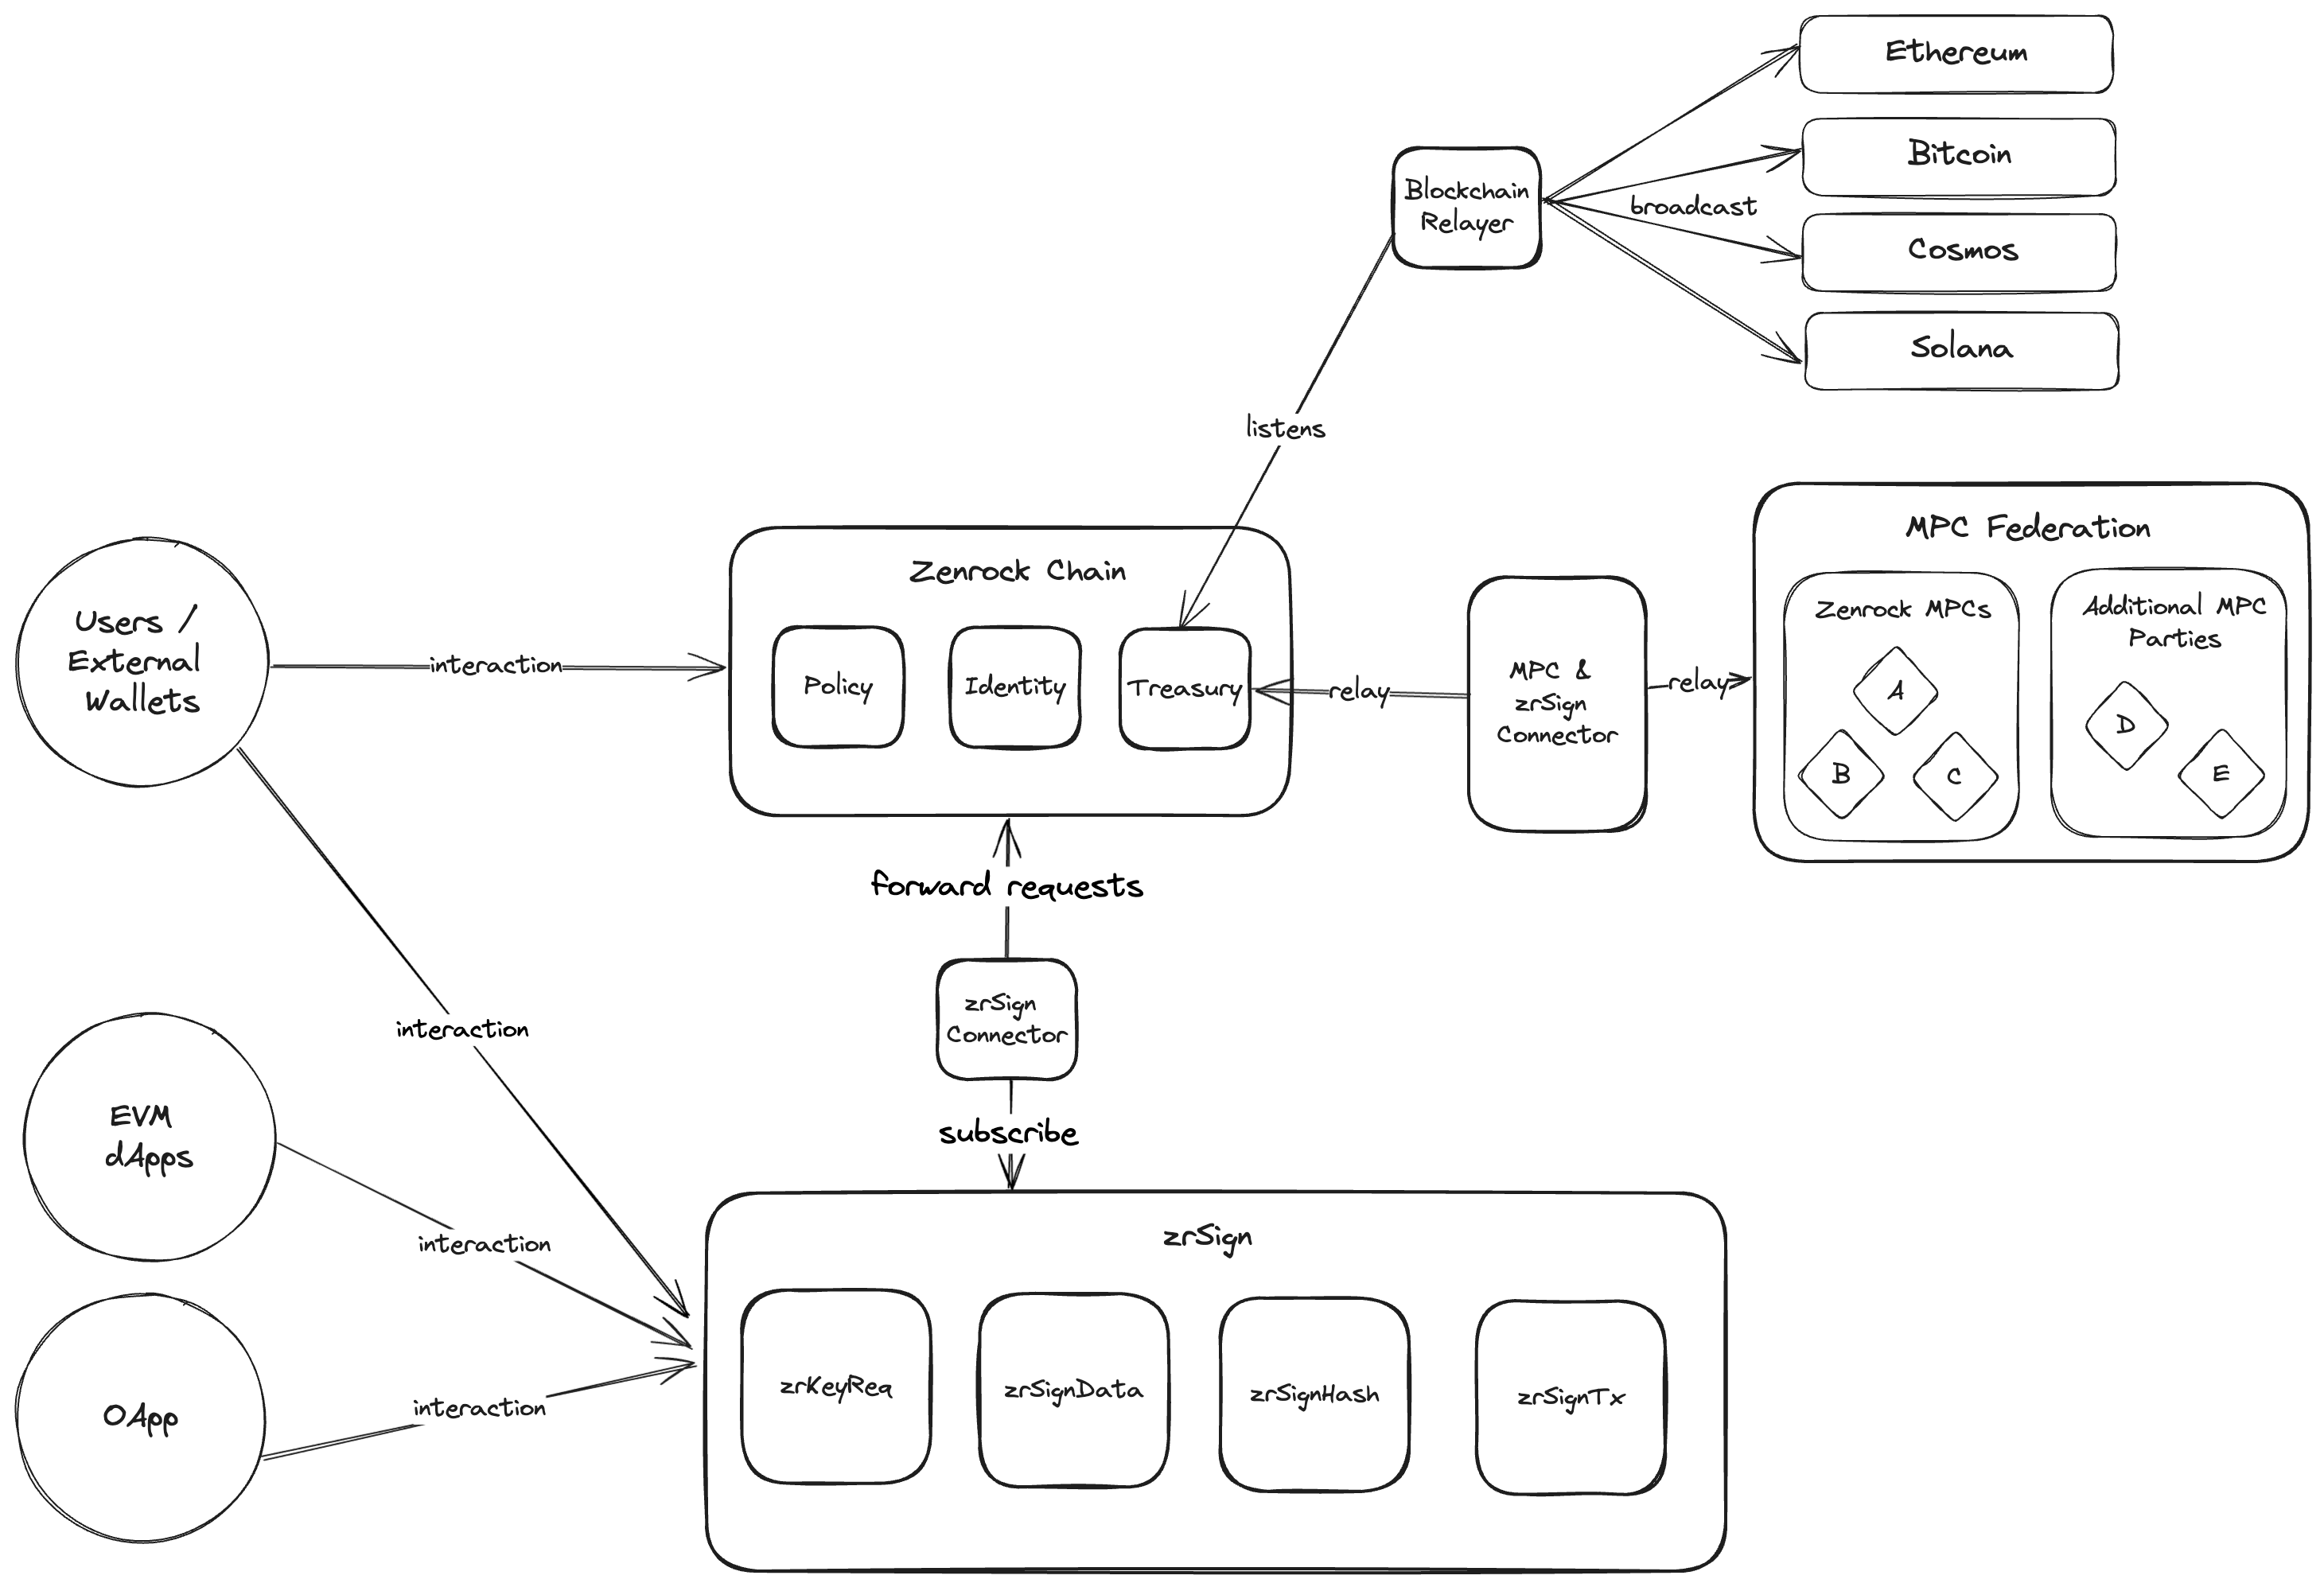 Ethereum
Bitcoin
Blockchain
Relayer
broadcast
Cosmos
Solana
listens
MPC Federation
Zenrock Chain
Zenrock MPCs
Additional MPC
Parties
Users /
External
Wallets
interaction
Policy
Identity
Treasury
relay
MPC &
zrSign
Connector
relay
A
B
C
D
E
forward requests
zrSign
Connector
interaction
subscribe
EVM
dApps
interaction
zrSign
zrKeyReq
zrSignData
zrSignHash
zrSignTx
OApp
interaction